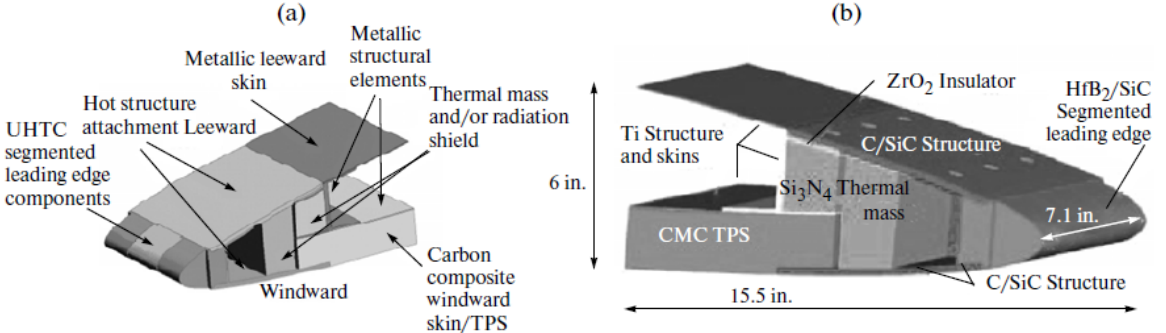 (a)
Metallic leeward
skin
Metallic
structural
elements
Hot structure
attachment Leeward
Thermal mass
and/or radiation
shield
UHTC
segmented
leading edge
components
Windward
Carbon
composite
windward
skin/TPS
(b)
ZrO2 Insulator
HfB2/SiC
Segmented
leading edge
Ti Structure
and skins
C/SiC Structure
6 in.
Si3N4 Thermal
mass
7.1 in.
CMC TPS
C/SiC Structure
15.5 in.